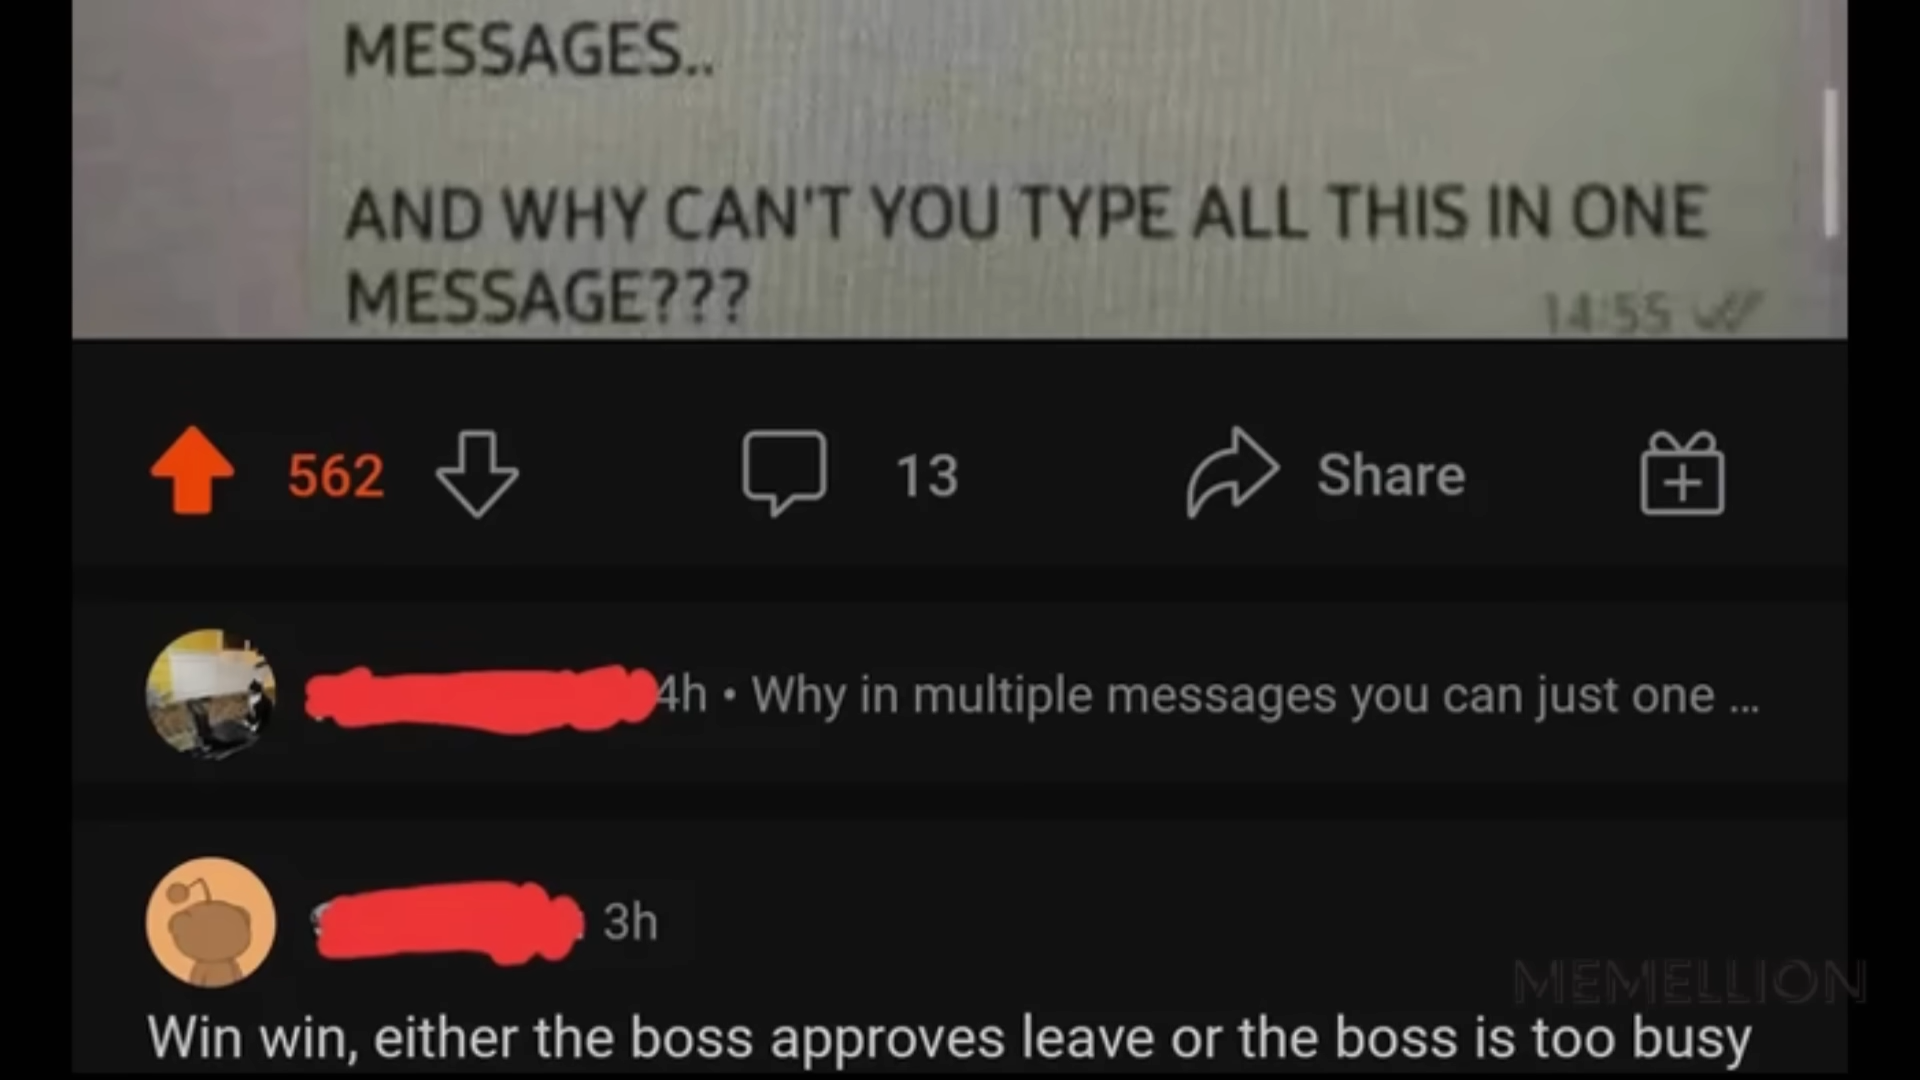 MESSAGES..
AND WHY CAN'T YOU TYPE ALL THIS IN ONE
MESSAGE???
14:55
562
13
Share
4h • Why in multiple messages you can just one ...
3h
MEMELLION
Win win, either the boss approves leave or the boss is too busy